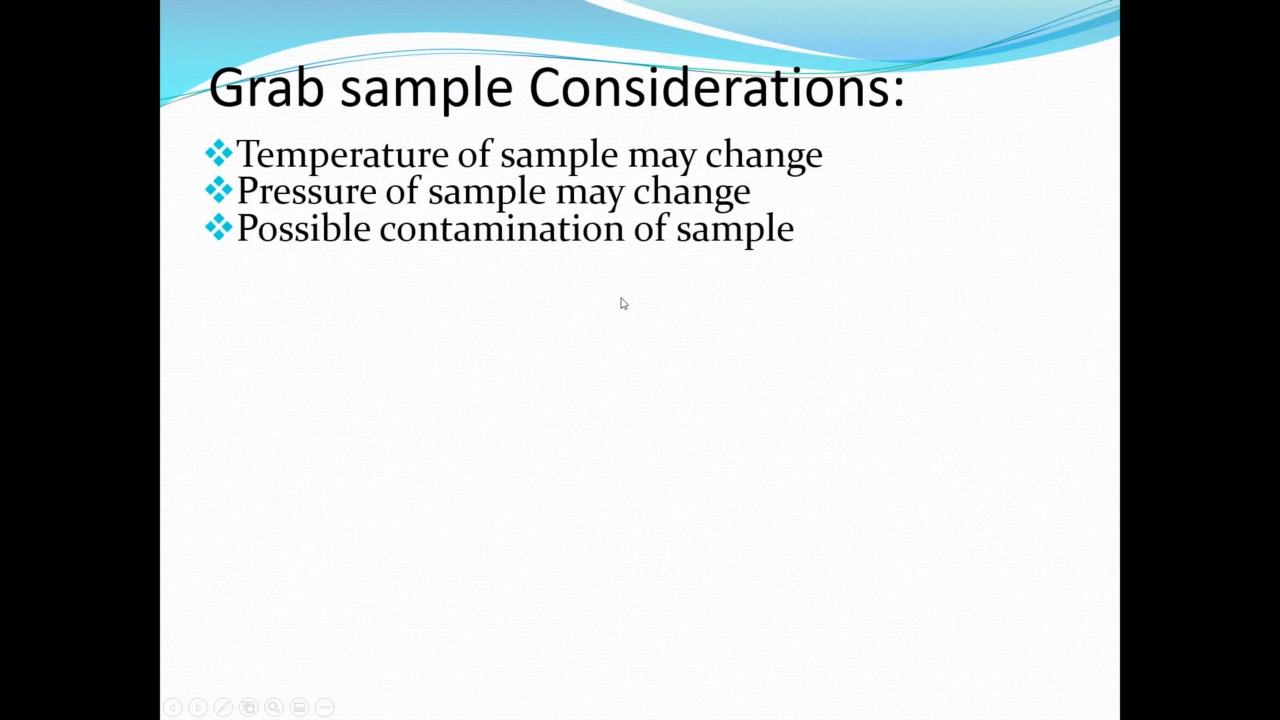 Grab sample Considerations:
Temperature of sample may change
Pressure of sample may change
Possible contamination of sample